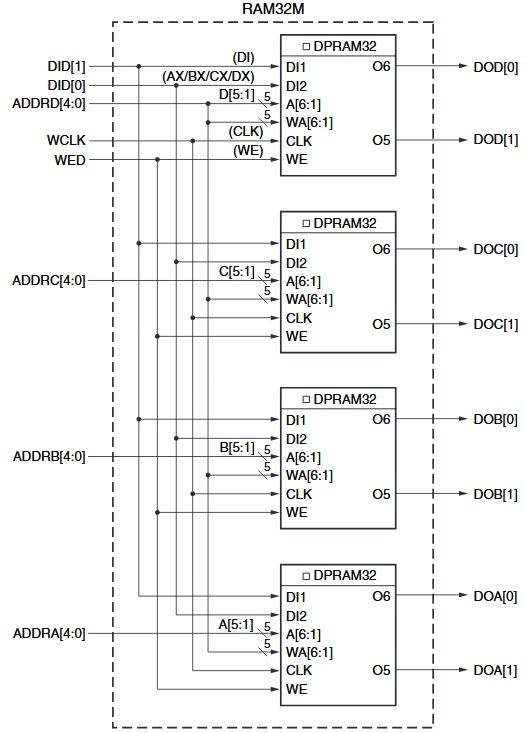 RAM32M
DPRAM32
DID[1] (DI) DI1 O6 DOD[0]
DID[0] (AX/BX/CX/DX) DI2
ADDRD[4:0] D[5:1] 5 A[6:1]
5 WA[6:1]
WCLK (CLK) CLK O5 DOD[1]
WED (WE) WE
DPRAM32
DI1 O6 DOC[0]
DI2
ADDRC[4:0] C[5:1] 5 A[6:1]
5 WA[6:1]
CLK O5 DOC[1]
WE
DPRAM32
DI1 O6 DOB[0]
DI2
ADDRB[4:0] B[5:1] 5 A[6:1]
5 WA[6:1]
CLK O5 DOB[1]
WE
DPRAM32
DI1 O6 DOA[0]
DI2
ADDRA[4:0] A[5:1] 5 A[6:1]
5 WA[6:1]
CLK O5 DOA[1]
WE